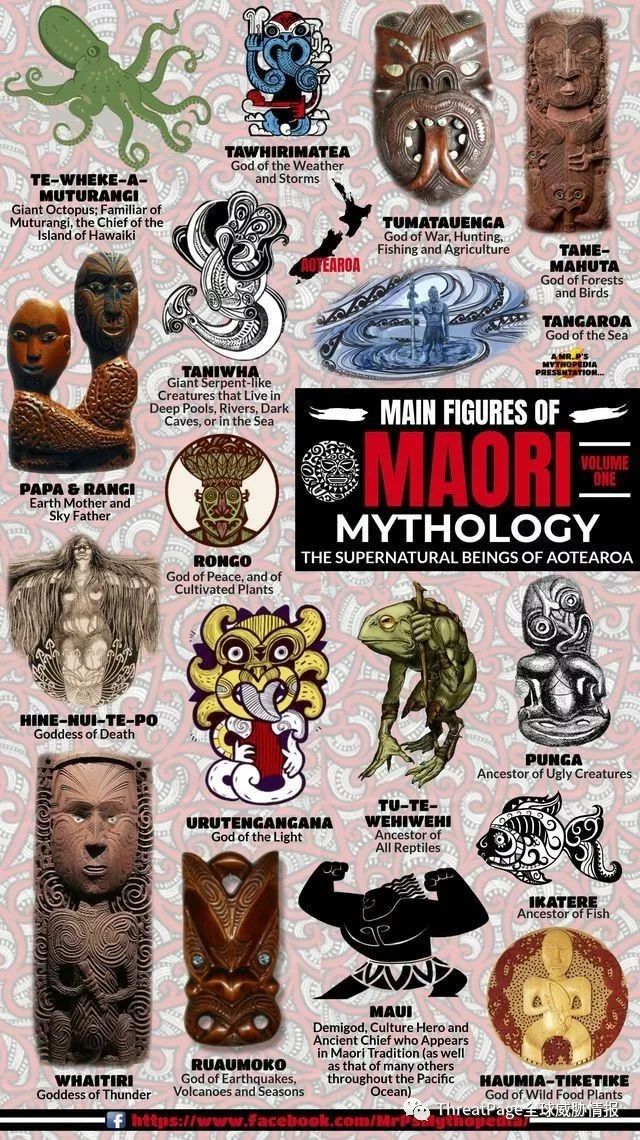 TAWHIRIMATEA
God of the Weather
and Storms
TE-WHEKE-A-
MUTURANGI
Giant Octopus; Familiar of
Muturangi, the Chief of the
Island of Hawaiki
TUMATAUENGA
God of War, Hunting,
Fishing and Agriculture
TANE-
MAHUTA
God of Forests
and Birds
AOTEAROA
TANGAROA
God of the Sea
A MR. P'S
MYTHOPEDIA
PRESENTATION...
TANIWHA
Giant Serpent-like
Creatures that Live in
Deep Pools, Rivers, Dark
Caves, or in the Sea
MAIN FIGURES OF
MAORI
VOLUME
ONE
MYTHOLOGY
THE SUPERNATURAL BEINGS OF AOTEAROA
PAPA & RANGI
Earth Mother and
Sky Father
RONGO
God of Peace, and of
Cultivated Plants
HINE-NUI-TE-PO
Goddess of Death
PUNGA
Ancestor of Ugly Creatures
URUTENGANGANA
God of the Light
TU-TE-
WEHIWEHI
Ancestor of
All Reptiles
IKATERE
Ancestor of Fish
MAUI
Demigod, Culture Hero and
Ancient Chief who Appears
in Maori Tradition (as well
as that of many others
throughout the Pacific
Ocean)
WHAITIRI
Goddess of Thunder
RUAUMOKO
God of Earthquakes,
Volcanoes and Seasons
HAUMIA-TIKETIKE
God of Wild Food Plants
https://www.facebook.com/MrPsMythopedia/
ThreatPage全球威胁情报